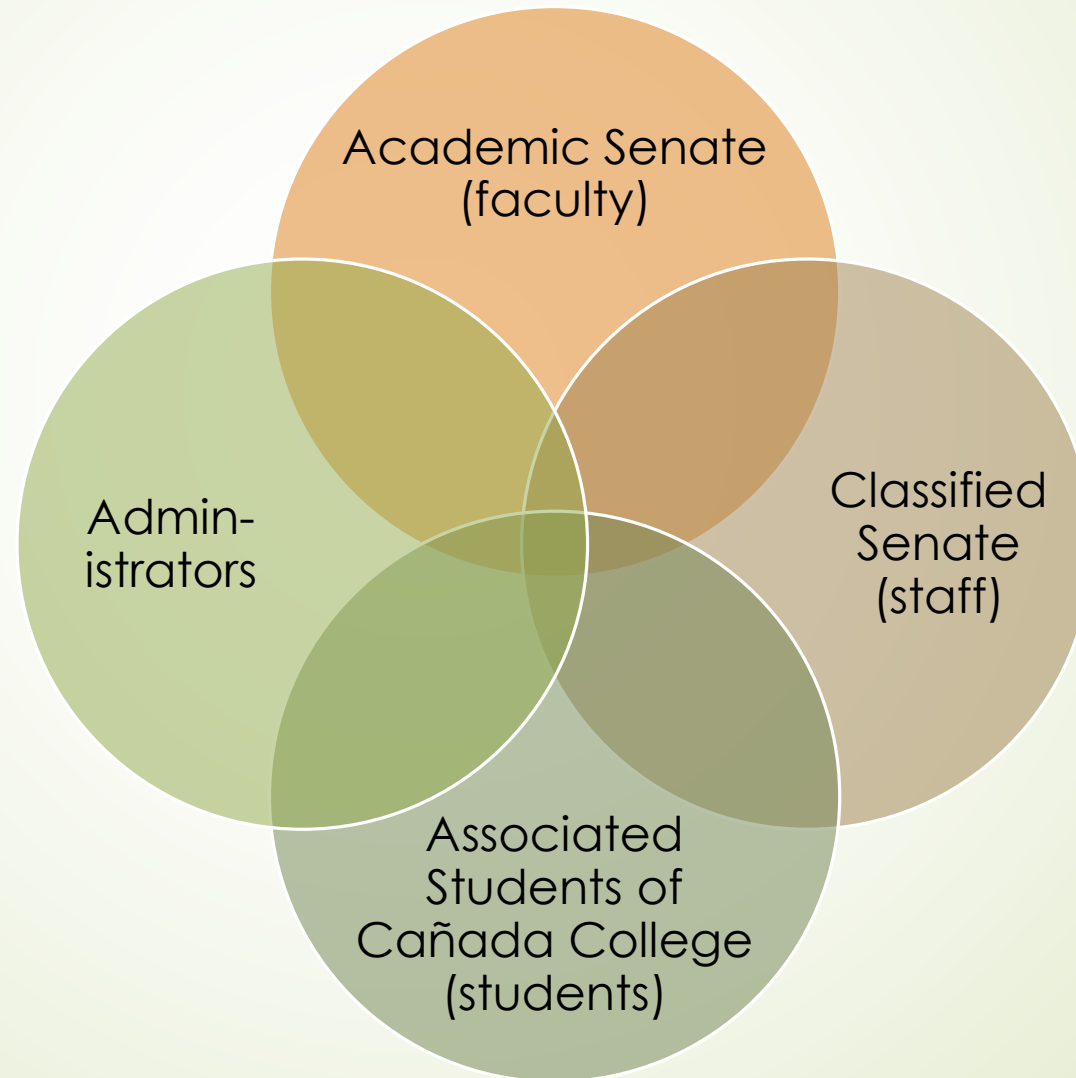 Academic Senate
(faculty)
Admin-
istrators
Classified
Senate
(staff)
Associated
Students of
Cañada College
(students)